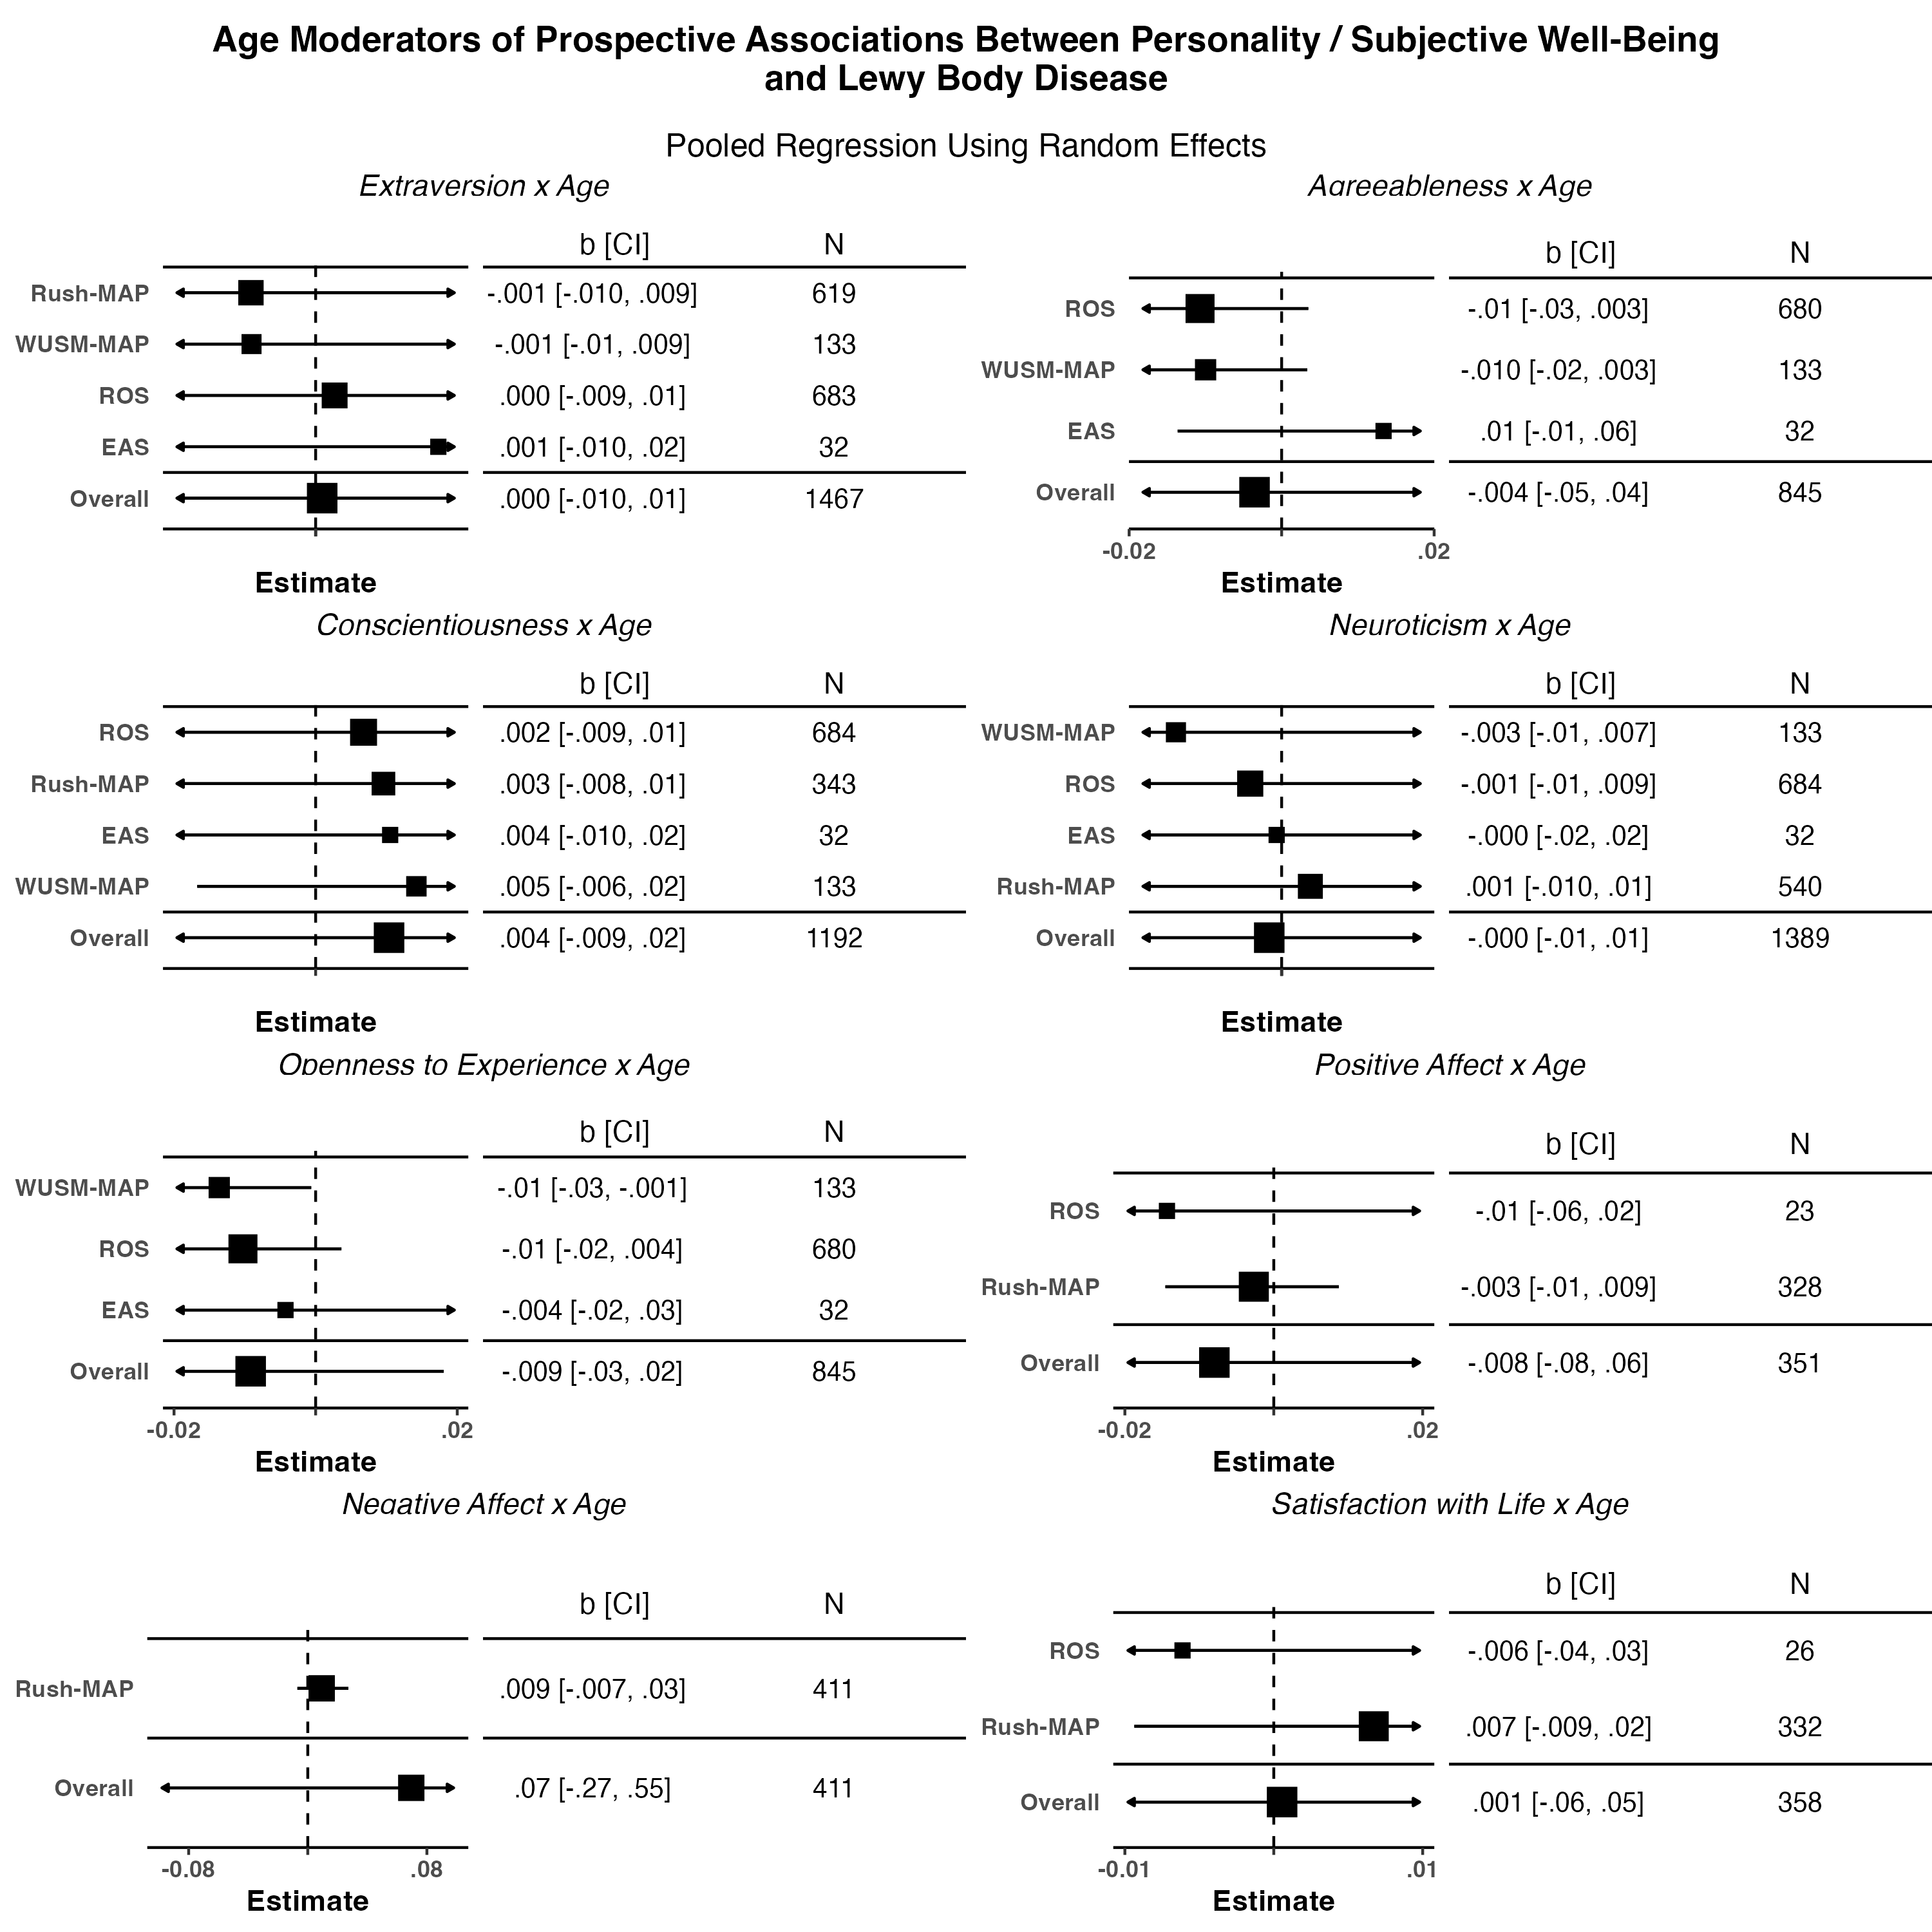 Age Moderators of Prospective Associations Between Personality / Subjective Well-Being
and Lewy Body Disease
Pooled Regression Using Random Effects
Extraversion x Age
b [CI] N
Rush-MAP -.001 [-.010, .009] 619
WUSM-MAP -.001 [-.01, .009] 133
ROS .000 [-.009, .01] 683
EAS .001 [-.010, .02] 32
Overall .000 [-.010, .01] 1467
Estimate
Agreeableness x Age
b [CI] N
ROS -.01 [-.03, .003] 680
WUSM-MAP -.010 [-.02, .003] 133
EAS .01 [-.01, .06] 32
Overall -.004 [-.05, .04] 845
-0.02 .02
Estimate
Conscientiousness x Age
b [CI] N
ROS .002 [-.009, .01] 684
Rush-MAP .003 [-.008, .01] 343
EAS .004 [-.010, .02] 32
WUSM-MAP .005 [-.006, .02] 133
Overall .004 [-.009, .02] 1192
Estimate
Neuroticism x Age
b [CI] N
WUSM-MAP -.003 [-.01, .007] 133
ROS -.001 [-.01, .009] 684
EAS -.000 [-.02, .02] 32
Rush-MAP .001 [-.010, .01] 540
Overall -.000 [-.01, .01] 1389
Estimate
Openness to Experience x Age
b [CI] N
WUSM-MAP -.01 [-.03, -.001] 133
ROS -.01 [-.02, .004] 680
EAS -.004 [-.02, .03] 32
Overall -.009 [-.03, .02] 845
-0.02 .02
Estimate
Positive Affect x Age
b [CI] N
ROS -.01 [-.06, .02] 23
Rush-MAP -.003 [-.01, .009] 328
Overall -.008 [-.08, .06] 351
-0.02 .02
Estimate
Negative Affect x Age
b [CI] N
Rush-MAP .009 [-.007, .03] 411
Overall .07 [-.27, .55] 411
-0.08 .08
Estimate
Satisfaction with Life x Age
b [CI] N
ROS -.006 [-.04, .03] 26
Rush-MAP .007 [-.009, .02] 332
Overall .001 [-.06, .05] 358
-0.01 .01
Estimate